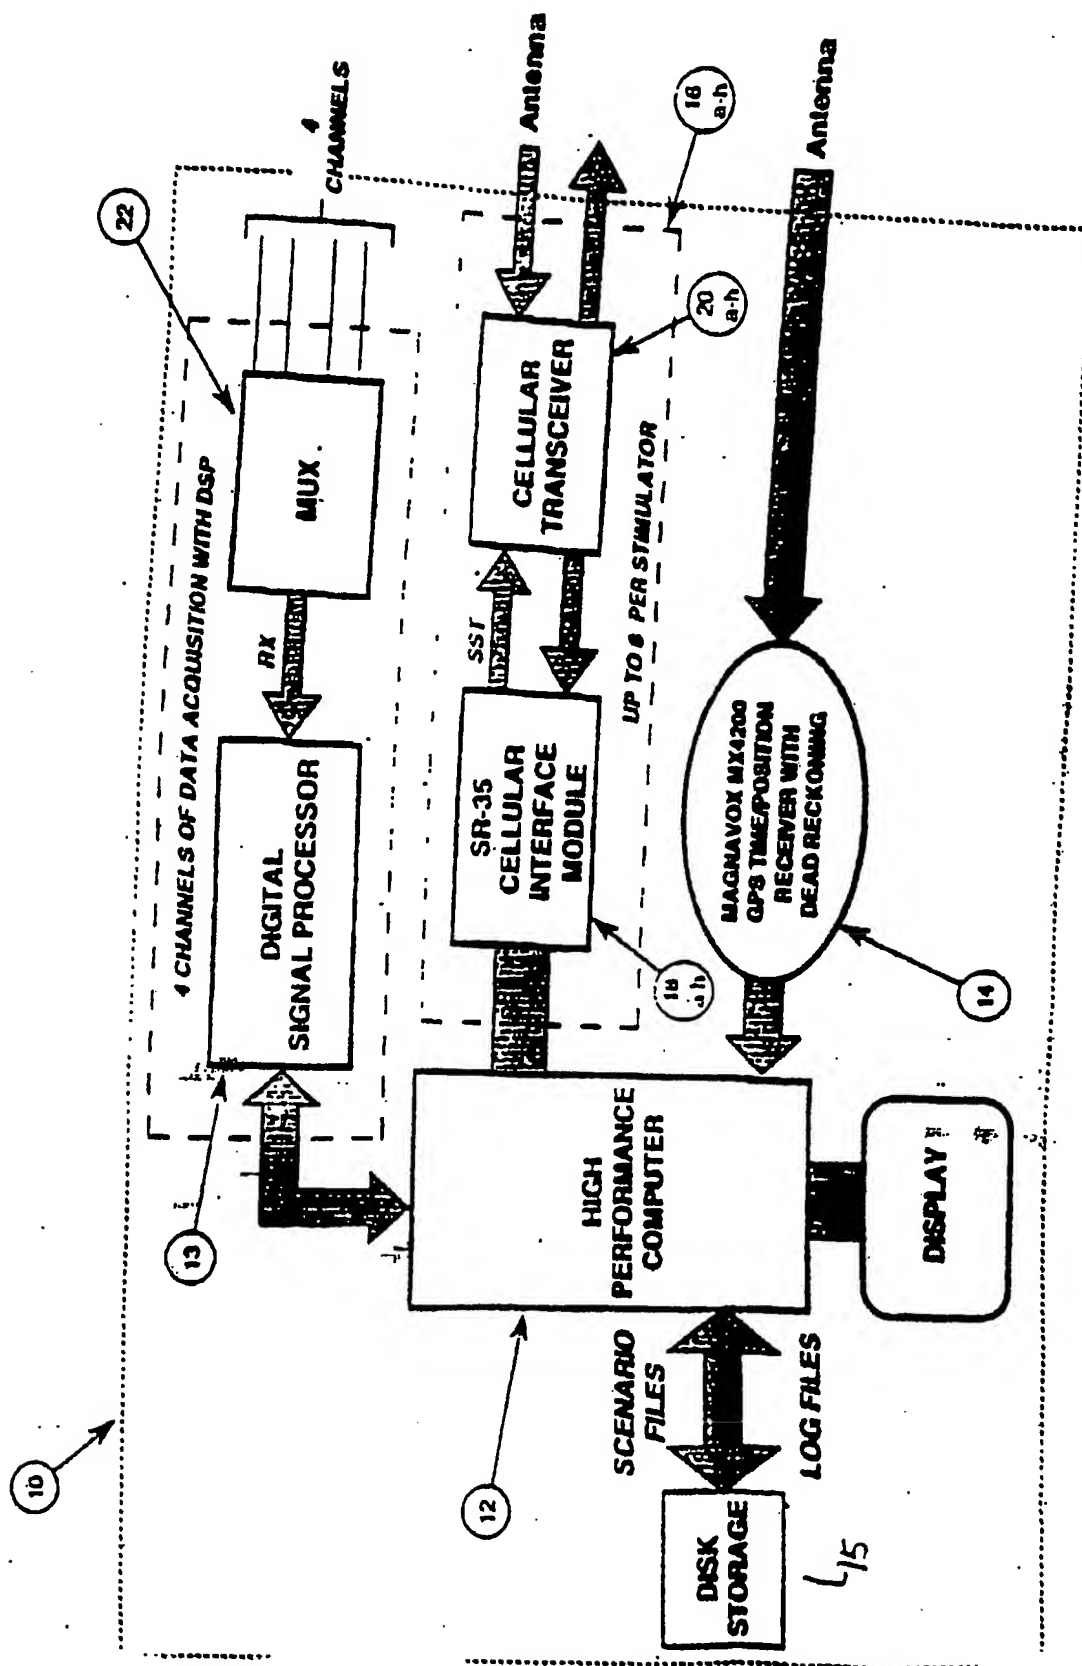 10
13
22
4 CHANNELS OF DATA ACQUISITION WITH DSP
DIGITAL
SIGNAL PROCESSOR
RX
MUX.
4
CHANNELS
12
HIGH
PERFORMANCE
COMPUTER
SR-35
CELLULAR
INTERFACE
MODULE
SST
CELLULAR
TRANSCEIVER
Antenna
18
a-h
20
a-h
16
a-h
UP TO 8 PER STIMULATOR
SCENARIO
FILES
LOG FILES
DISK
STORAGE
15
MAGNAVOX MX4200
GPS TIME/POSITION
RECEIVER WITH
DEAD RECKONING
Antenna
14
DISPLAY